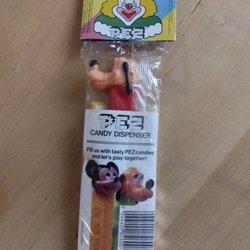 PEZ
PEZ
CANDY DISPENSER
Fill us with tasty PEZ candies
and let's play together!